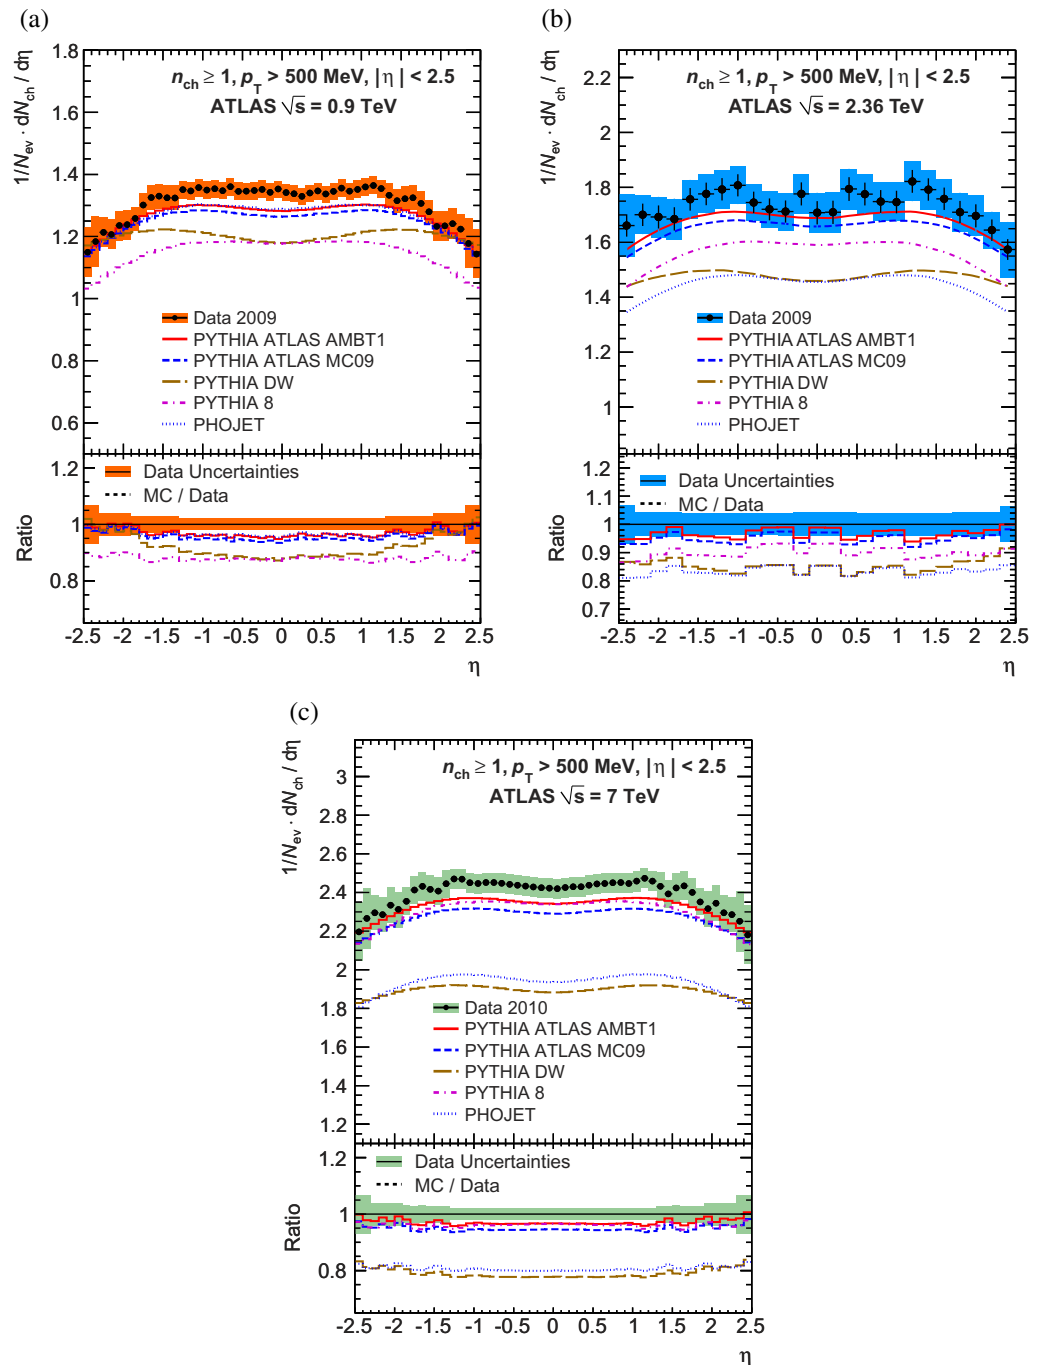 (a)
1/N_ev · dN_ch / dη
n_ch ≥ 1, p_T > 500 MeV, |η| < 2.5
ATLAS √s = 0.9 TeV
1.8
1.6
1.4
1.2
1
0.8
0.6
Data 2009
PYTHIA ATLAS AMBT1
PYTHIA ATLAS MC09
PYTHIA DW
PYTHIA 8
PHOJET
Ratio
1.2
1
0.8
Data Uncertainties
MC / Data
-2.5 -2 -1.5 -1 -0.5 0 0.5 1 1.5 2 2.5
η
(b)
1/N_ev · dN_ch / dη
n_ch ≥ 1, p_T > 500 MeV, |η| < 2.5
ATLAS √s = 2.36 TeV
2.2
2
1.8
1.6
1.4
1.2
1
Data 2009
PYTHIA ATLAS AMBT1
PYTHIA ATLAS MC09
PYTHIA DW
PYTHIA 8
PHOJET
Ratio
1.2
1.1
1
0.9
0.8
0.7
Data Uncertainties
MC / Data
-2.5 -2 -1.5 -1 -0.5 0 0.5 1 1.5 2 2.5
η
(c)
1/N_ev · dN_ch / dη
n_ch ≥ 1, p_T > 500 MeV, |η| < 2.5
ATLAS √s = 7 TeV
3
2.8
2.6
2.4
2.2
2
1.8
1.6
1.4
1.2
Data 2010
PYTHIA ATLAS AMBT1
PYTHIA ATLAS MC09
PYTHIA DW
PYTHIA 8
PHOJET
Ratio
1.2
1
0.8
Data Uncertainties
MC / Data
-2.5 -2 -1.5 -1 -0.5 0 0.5 1 1.5 2 2.5
η